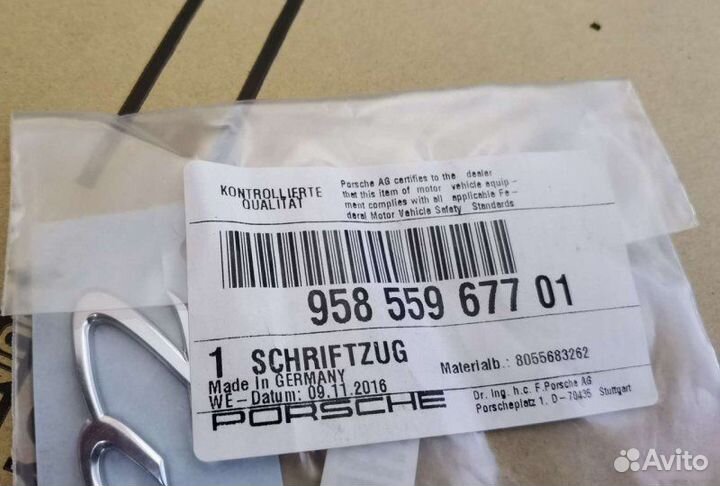 KONTROLLIERTE
QUALITÄT
Porsche AG certifies to the dealer
that this item of motor vehicle equip-
ment complies with all applicable Fe-
deral Motor Vehicle Safety Standards
958 559 677 01
1 SCHRIFTZUG
Materialb.: 8055683262
Made In GERMANY
WE-Datum: 09.11.2016
PORSCHE
Dr. Ing. h.c. F.Porsche AG
Porscheplatz 1, D-70435 Stuttgart
Avito